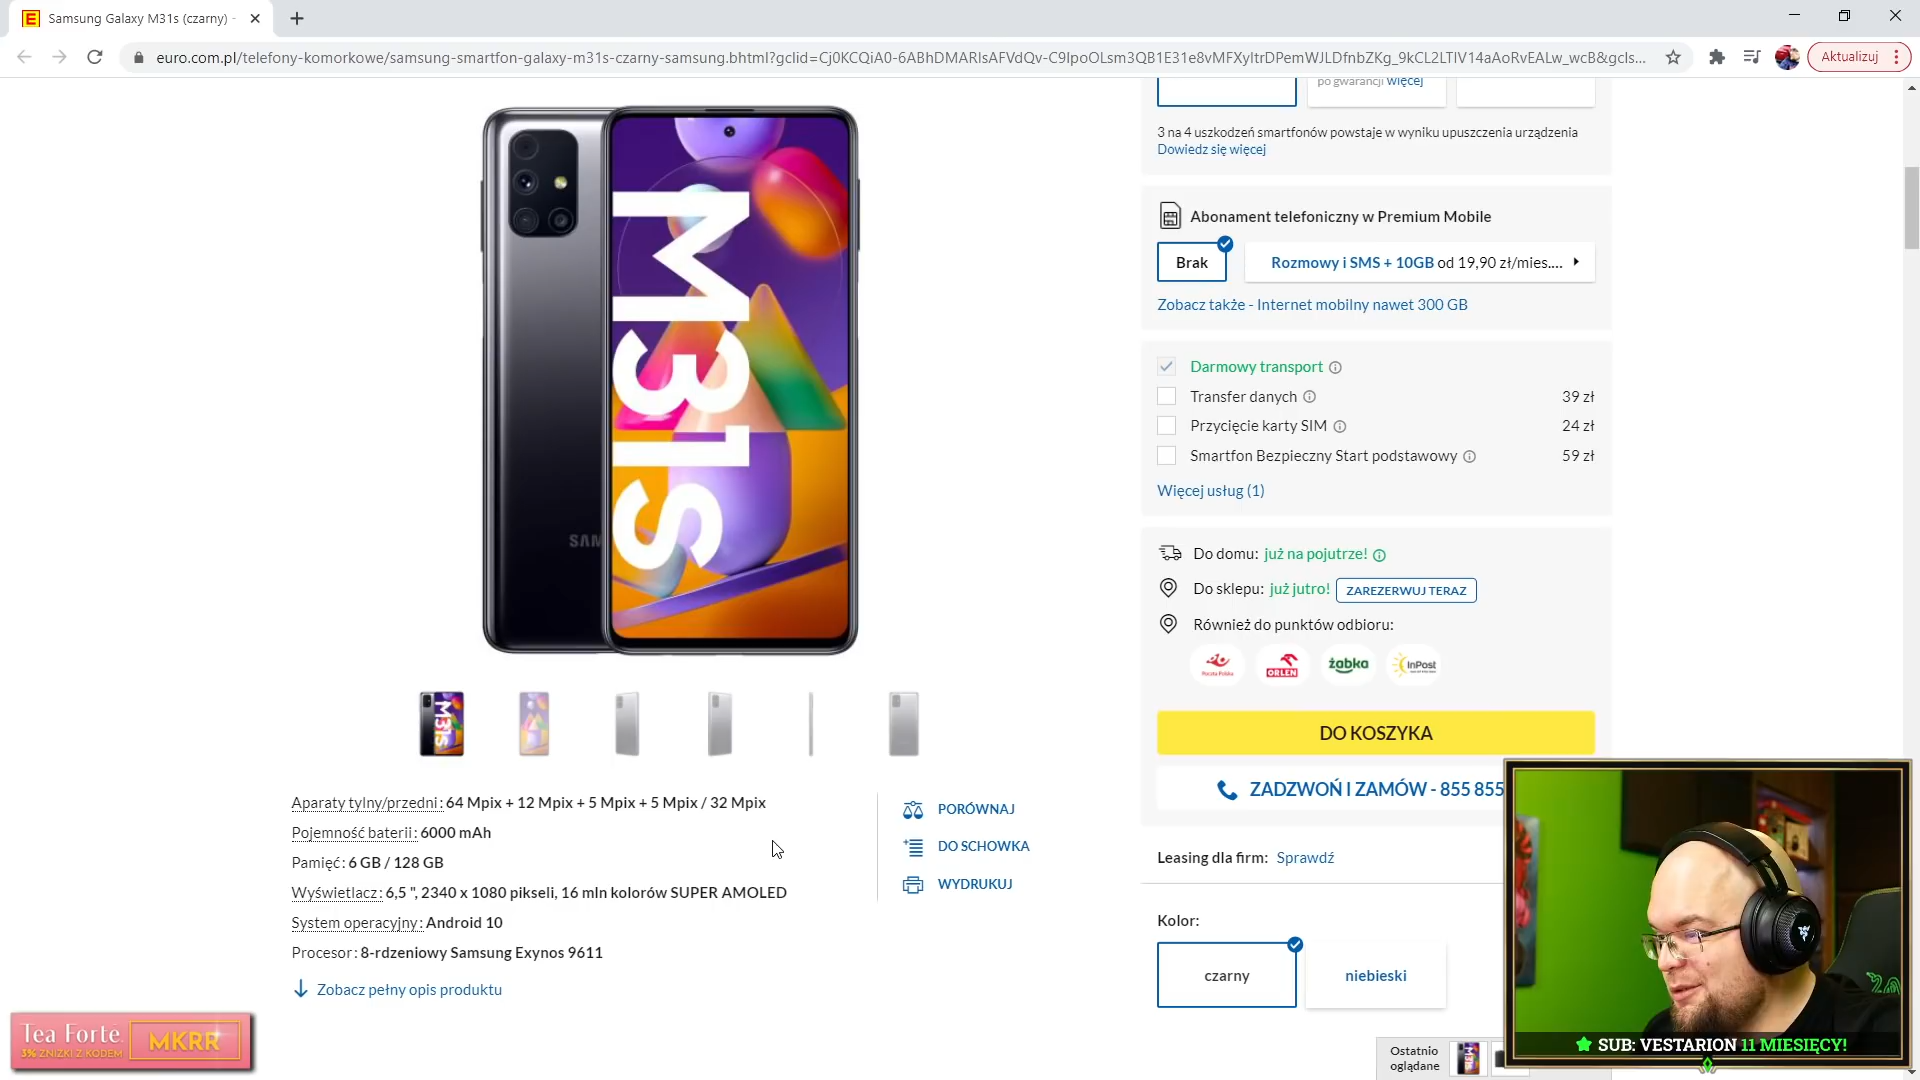 Samsung Galaxy M31s (czarny) -
euro.com.pl/telefony-komorkowe/samsung-smartfon-galaxy-m31s-czarny-samsung.bhtml?gclid=Cj0KCQiA0-6ABhDMARIsAFVdQv-C9IpoOLsm3QB1E31e8vMFXyltrDPemWJLDfnbZKg_9kCL2LTIV14aAoRvEALw_wcB&gcls...
Aktualizuj
po gwarancji więcej
3 na 4 uszkodzeń smartfonów powstaje w wyniku upuszczenia urządzenia
Dowiedz się więcej
Abonament telefoniczny w Premium Mobile
Brak
Rozmowy i SMS + 10GB od 19,90 zł/mies....
Zobacz także - Internet mobilny nawet 300 GB
Darmowy transport
Transfer danych 39 zł
Przycięcie karty SIM 24 zł
Smartfon Bezpieczny Start podstawowy 59 zł
Więcej usług (1)
Do domu: już na pojutrze!
Do sklepu: już jutro! ZAREZERWUJ TERAZ
Również do punktów odbioru:
Poczta Polska
ORLEN
żabka
InPost
DO KOSZYKA
ZADZWOŃ I ZAMÓW - 855 855
Leasing dla firm: Sprawdź
Kolor:
czarny
niebieski
Ostatnio
oglądane
M31s
SAM
Aparaty tylny/przedni: 64 Mpix + 12 Mpix + 5 Mpix + 5 Mpix / 32 Mpix
Pojemność baterii: 6000 mAh
Pamięć: 6 GB / 128 GB
Wyświetlacz: 6,5 ", 2340 x 1080 pikseli, 16 mln kolorów SUPER AMOLED
System operacyjny: Android 10
Procesor: 8-rdzeniowy Samsung Exynos 9611
Zobacz pełny opis produktu
PORÓWNAJ
DO SCHOWKA
WYDRUKUJ
Tea Forte
3% ZNIŻKI Z KODEM
MKRR
SUB: VESTARION 11 MIESIĘCY!